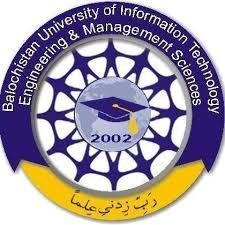 Balochistan University of Information Technology
Engineering & Management Sciences
2002
رَبِّ زِدْنِي عِلْمًا